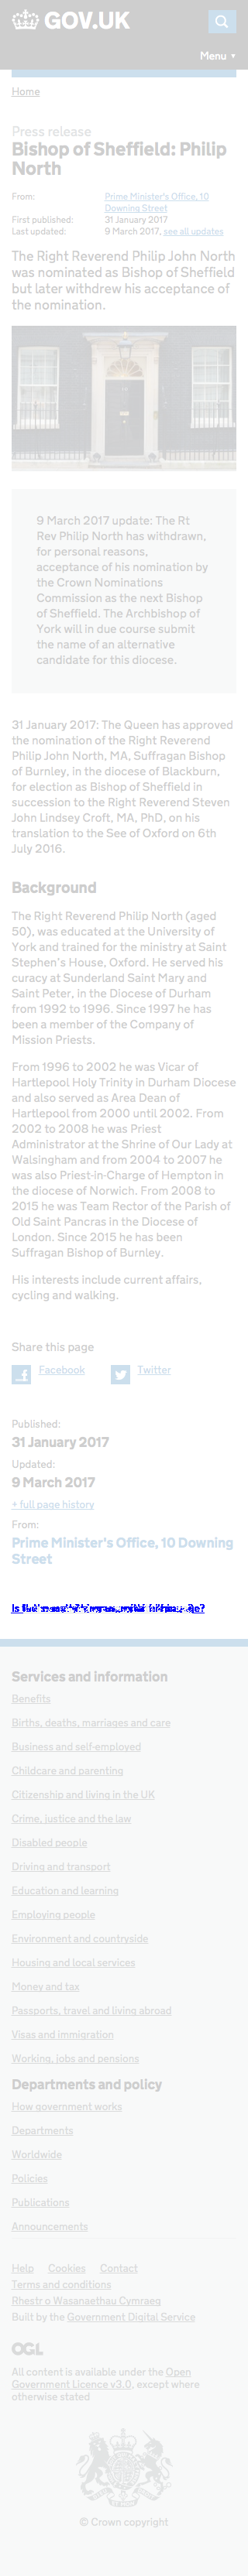 GOV.UK
Menu ▼
Home
Press release
Bishop of Sheffield: Philip
North
From: Prime Minister's Office, 10
Downing Street
First published: 31 January 2017
Last updated: 9 March 2017, see all updates
The Right Reverend Philip John North
was nominated as Bishop of Sheffield
but later withdrew his acceptance of
the nomination.
9 March 2017 update: The Rt
Rev Philip North has withdrawn,
for personal reasons,
acceptance of his nomination by
the Crown Nominations
Commission as the next Bishop
of Sheffield. The Archbishop of
York will in due course submit
the name of an alternative
candidate for this diocese.
31 January 2017: The Queen has approved
the nomination of the Right Reverend
Philip John North, MA, Suffragan Bishop
of Burnley, in the diocese of Blackburn,
for election as Bishop of Sheffield in
succession to the Right Reverend Steven
John Lindsey Croft, MA, PhD, on his
translation to the See of Oxford on 6th
July 2016.
Background
The Right Reverend Philip North (aged
50), was educated at the University of
York and trained for the ministry at Saint
Stephen's House, Oxford. He served his
curacy at Sunderland Saint Mary and
Saint Peter, in the Diocese of Durham
from 1992 to 1996. Since 1997 he has
been a member of the Company of
Mission Priests.
From 1996 to 2002 he was Vicar of
Hartlepool Holy Trinity in Durham Diocese
and also served as Area Dean of
Hartlepool from 2000 until 2002. From
2002 to 2008 he was Priest
Administrator at the Shrine of Our Lady at
Walsingham and from 2004 to 2007 he
was also Priest-in-Charge of Hempton in
the diocese of Norwich. From 2008 to
2015 he was Team Rector of the Parish of
Old Saint Pancras in the Diocese of
London. Since 2015 he has been
Suffragan Bishop of Burnley.
His interests include current affairs,
cycling and walking.
Share this page
Facebook Twitter
Published:
31 January 2017
Updated:
9 March 2017
+ full page history
From:
Prime Minister's Office, 10 Downing
Street
Services and information
Benefits
Births, deaths, marriages and care
Business and self-employed
Childcare and parenting
Citizenship and living in the UK
Crime, justice and the law
Disabled people
Driving and transport
Education and learning
Employing people
Environment and countryside
Housing and local services
Money and tax
Passports, travel and living abroad
Visas and immigration
Working, jobs and pensions
Departments and policy
How government works
Departments
Worldwide
Policies
Publications
Announcements
Help Cookies Contact
Terms and conditions
Rhestr o Wasanaethau Cymraeg
Built by the Government Digital Service
OGL
All content is available under the Open
Government Licence v3.0, except where
otherwise stated
© Crown copyright